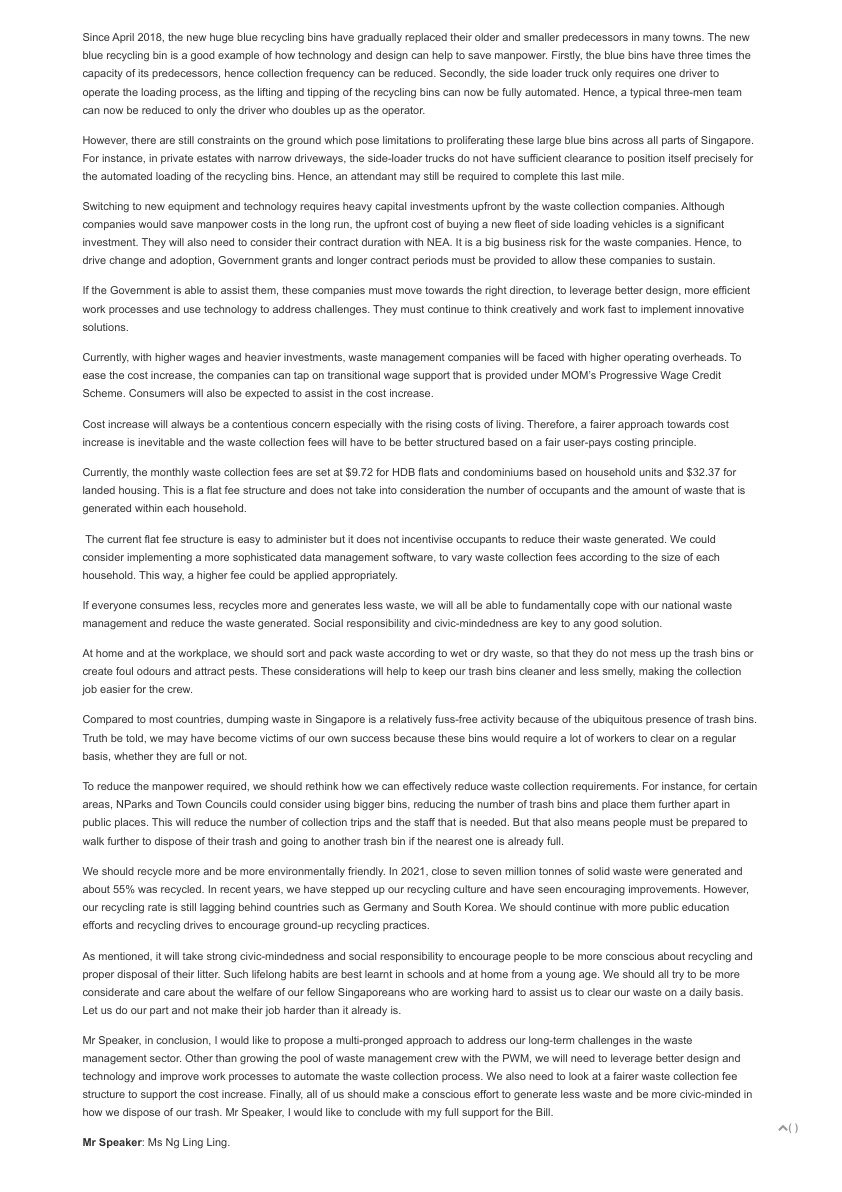 Since April 2018, the new huge blue recycling bins have gradually replaced their older and smaller predecessors in many towns. The new
blue recycling bin is a good example of how technology and design can help to save manpower. Firstly, the blue bins have three times the
capacity of its predecessors, hence collection frequency can be reduced. Secondly, the side loader truck only requires one driver to
operate the loading process, as the lifting and tipping of the recycling bins can now be fully automated. Hence, a typical three-men team
can now be reduced to only the driver who doubles up as the operator.
However, there are still constraints on the ground which pose limitations to proliferating these large blue bins across all parts of Singapore.
For instance, in private estates with narrow driveways, the side-loader trucks do not have sufficient clearance to position itself precisely for
the automated loading of the recycling bins. Hence, an attendant may still be required to complete this last mile.
Switching to new equipment and technology requires heavy capital investments upfront by the waste collection companies. Although
companies would save manpower costs in the long run, the upfront cost of buying a new fleet of side loading vehicles is a significant
investment. They will also need to consider their contract duration with NEA. It is a big business risk for the waste companies. Hence, to
drive change and adoption, Government grants and longer contract periods must be provided to allow these companies to sustain.
If the Government is able to assist them, these companies must move towards the right direction, to leverage better design, more efficient
work processes and use technology to address challenges. They must continue to think creatively and work fast to implement innovative
solutions.
Currently, with higher wages and heavier investments, waste management companies will be faced with higher operating overheads. To
ease the cost increase, the companies can tap on transitional wage support that is provided under MOM's Progressive Wage Credit
Scheme. Consumers will also be expected to assist in the cost increase.
Cost increase will always be a contentious concern especially with the rising costs of living. Therefore, a fairer approach towards cost
increase is inevitable and the waste collection fees will have to be better structured based on a fair user-pays costing principle.
Currently, the monthly waste collection fees are set at $9.72 for HDB flats and condominiums based on household units and $32.37 for
landed housing. This is a flat fee structure and does not take into consideration the number of occupants and the amount of waste that is
generated within each household.
The current flat fee structure is easy to administer but it does not incentivise occupants to reduce their waste generated. We could
consider implementing a more sophisticated data management software, to vary waste collection fees according to the size of each
household. This way, a higher fee could be applied appropriately.
If everyone consumes less, recycles more and generates less waste, we will all be able to fundamentally cope with our national waste
management and reduce the waste generated. Social responsibility and civic-mindedness are key to any good solution.
At home and at the workplace, we should sort and pack waste according to wet or dry waste, so that they do not mess up the trash bins or
create foul odours and attract pests. These considerations will help to keep our trash bins cleaner and less smelly, making the collection
job easier for the crew.
Compared to most countries, dumping waste in Singapore is a relatively fuss-free activity because of the ubiquitous presence of trash bins.
Truth be told, we may have become victims of our own success because these bins would require a lot of workers to clear on a regular
basis, whether they are full or not.
To reduce the manpower required, we should rethink how we can effectively reduce waste collection requirements. For instance, for certain
areas, NParks and Town Councils could consider using bigger bins, reducing the number of trash bins and place them further apart in
public places. This will reduce the number of collection trips and the staff that is needed. But that also means people must be prepared to
walk further to dispose of their trash and going to another trash bin if the nearest one is already full.
We should recycle more and be more environmentally friendly. In 2021, close to seven million tonnes of solid waste were generated and
about 55% was recycled. In recent years, we have stepped up our recycling culture and have seen encouraging improvements. However,
our recycling rate is still lagging behind countries such as Germany and South Korea. We should continue with more public education
efforts and recycling drives to encourage ground-up recycling practices.
As mentioned, it will take strong civic-mindedness and social responsibility to encourage people to be more conscious about recycling and
proper disposal of their litter. Such lifelong habits are best learnt in schools and at home from a young age. We should all try to be more
considerate and care about the welfare of our fellow Singaporeans who are working hard to assist us to clear our waste on a daily basis.
Let us do our part and not make their job harder than it already is.
Mr Speaker, in conclusion, I would like to propose a multi-pronged approach to address our long-term challenges in the waste
management sector. Other than growing the pool of waste management crew with the PWM, we will need to leverage better design and
technology and improve work processes to automate the waste collection process. We also need to look at a fairer waste collection fee
structure to support the cost increase. Finally, all of us should make a conscious effort to generate less waste and be more civic-minded in
how we dispose of our trash. Mr Speaker, I would like to conclude with my full support for the Bill.
( )
Mr Speaker: Ms Ng Ling Ling.